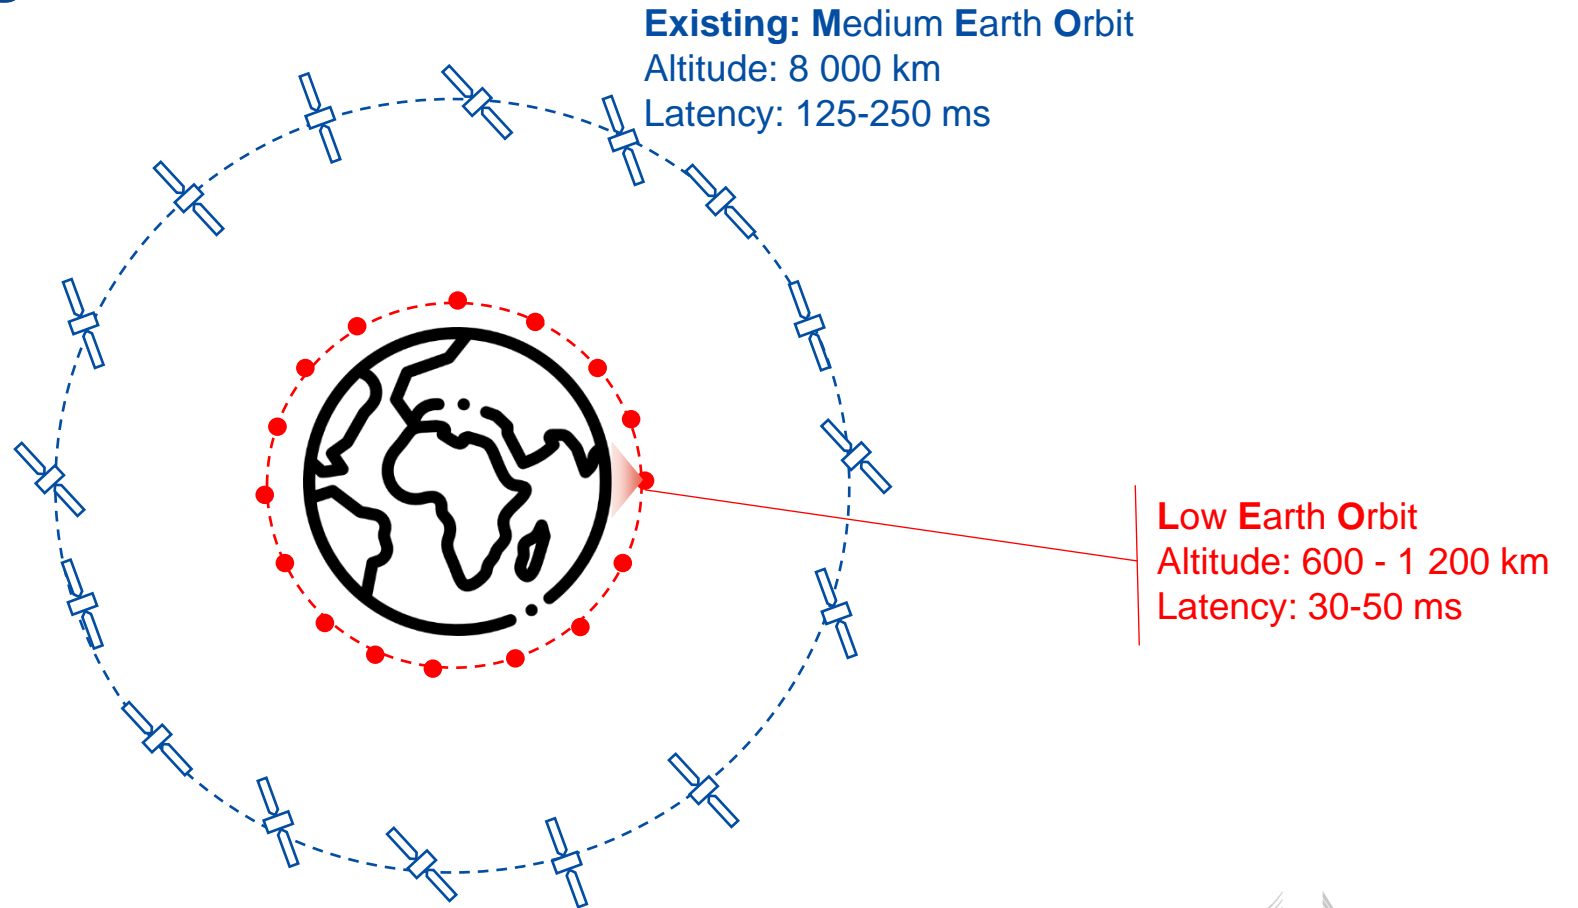 Existing: Medium Earth Orbit
Altitude: 8 000 km
Latency: 125-250 ms
Low Earth Orbit
Altitude: 600 - 1 200 km
Latency: 30-50 ms